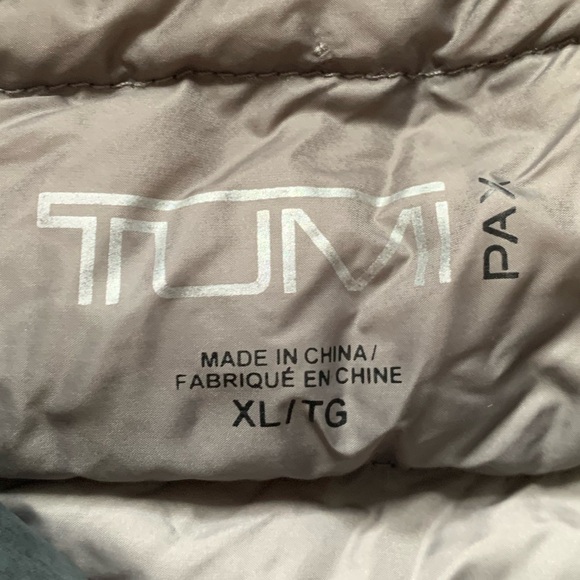 TUMI
PAX
MADE IN CHINA/
FABRIQUÉ EN CHINE
XL/TG